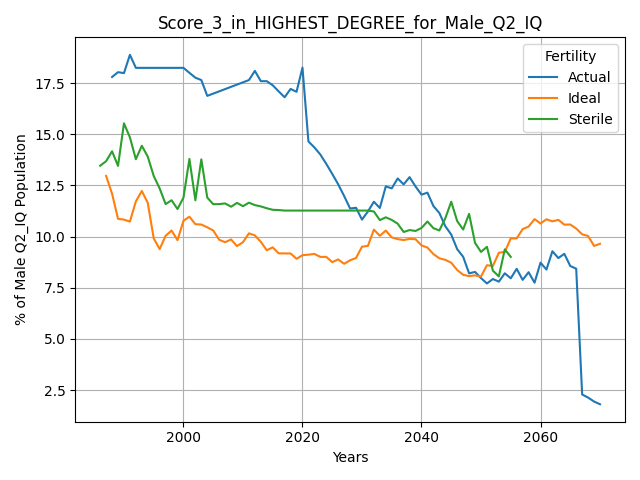 Score_3_in_HIGHEST_DEGREE_for_Male_Q2_IQ
Fertility
Actual
Ideal
Sterile
% of Male Q2_IQ Population
17.5
15.0
12.5
10.0
7.5
5.0
2.5
2000
2020
2040
2060
Years